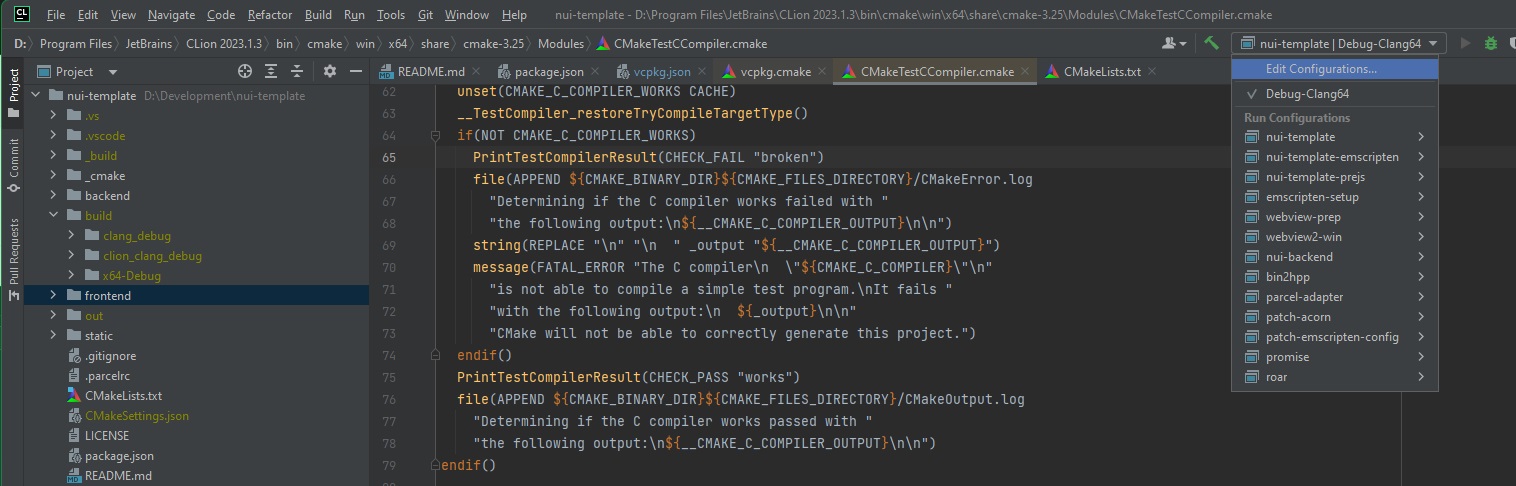 CL File Edit View Navigate Code Refactor Build Run Tools Git Window Help nui-template - D:\Program Files\JetBrains\CLion 2023.1.3\bin\cmake\win\x64\share\cmake-3.25\Modules\CMakeTestCCompiler.cmake
D: Program Files JetBrains CLion 2023.1.3 bin cmake win x64 share cmake-3.25 Modules CMakeTestCCompiler.cmake nui-template | Debug-Clang64
Project
Commit
Pull Requests
Project
nui-template D:\Development\nui-template
.vs
.vscode
_build
_cmake
backend
build
clang_debug
clion_clang_debug
x64-Debug
frontend
out
static
.gitignore
.parcelrc
CMakeLists.txt
CMakeSettings.json
LICENSE
package.json
MD README.md
MD README.md package.json vcpkg.json vcpkg.cmake CMakeTestCCompiler.cmake CMakeLists.txt
62 unset(CMAKE_C_COMPILER_WORKS CACHE)
63 __TestCompiler_restoreTryCompileTargetType()
64 if(NOT CMAKE_C_COMPILER_WORKS)
65 PrintTestCompilerResult(CHECK_FAIL "broken")
66 file(APPEND ${CMAKE_BINARY_DIR}${CMAKE_FILES_DIRECTORY}/CMakeError.log
67 "Determining if the C compiler works failed with "
68 "the following output:\n${__CMAKE_C_COMPILER_OUTPUT}\n\n")
69 string(REPLACE "\n" "\n  " _output "${__CMAKE_C_COMPILER_OUTPUT}")
70 message(FATAL_ERROR "The C compiler\n  \"${CMAKE_C_COMPILER}\"\n"
71 "is not able to compile a simple test program.\nIt fails "
72 "with the following output:\n  ${_output}\n\n"
73 "CMake will not be able to correctly generate this project.")
74 endif()
75 PrintTestCompilerResult(CHECK_PASS "works")
76 file(APPEND ${CMAKE_BINARY_DIR}${CMAKE_FILES_DIRECTORY}/CMakeOutput.log
77 "Determining if the C compiler works passed with "
78 "the following output:\n${__CMAKE_C_COMPILER_OUTPUT}\n\n")
79 endif()
Edit Configurations...
Debug-Clang64
Run Configurations
nui-template
nui-template-emscripten
nui-template-prejs
emscripten-setup
webview-prep
webview2-win
nui-backend
bin2hpp
parcel-adapter
patch-acorn
patch-emscripten-config
promise
roar